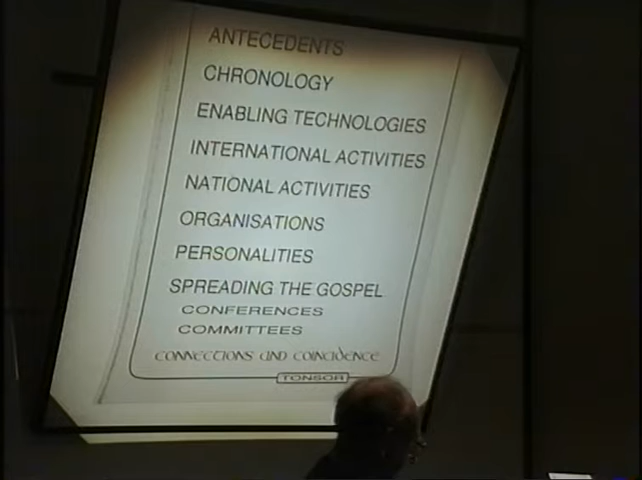 ANTECEDENTS
CHRONOLOGY
ENABLING TECHNOLOGIES
INTERNATIONAL ACTIVITIES
NATIONAL ACTIVITIES
ORGANISATIONS
PERSONALITIES
SPREADING THE GOSPEL
CONFERENCES
COMMITTEES
CONNECTIONS AND COINCIDENCE
TONSOR